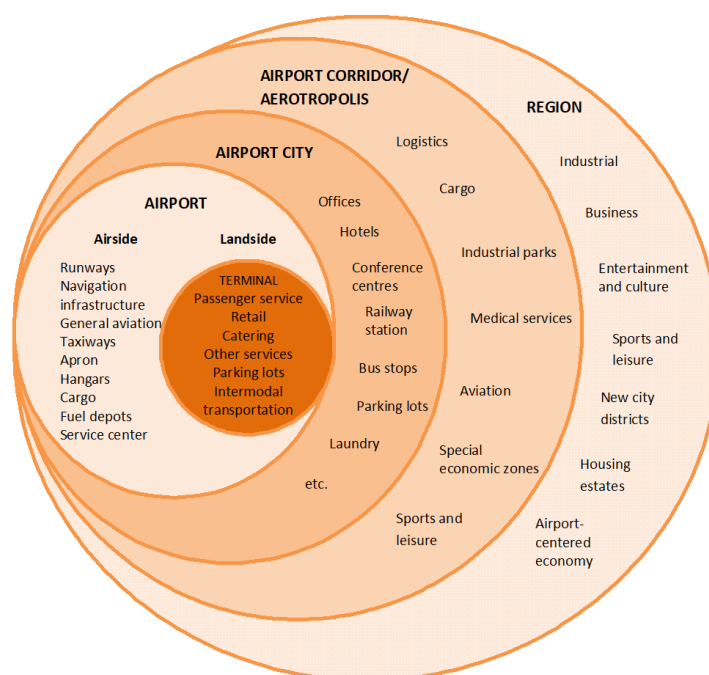 AIRPORT CORRIDOR/
AEROTROPOLIS
REGION
Logistics
Industrial
AIRPORT CITY
Cargo
Offices
Business
AIRPORT
Hotels
Airside
Landside
Industrial parks
Runways
Navigation
infrastructure
General aviation
Taxiways
Apron
Hangars
Cargo
Fuel depots
Service center
TERMINAL
Passenger service
Retail
Catering
Other services
Parking lots
Intermodal
transportation
Conference
centres
Railway
station
Bus stops
Parking lots
Laundry
etc.
Medical services
Aviation
Special
economic zones
Sports and
leisure
Entertainment
and culture
Sports and
leisure
New city
districts
Housing
estates
Airport-
centered
economy